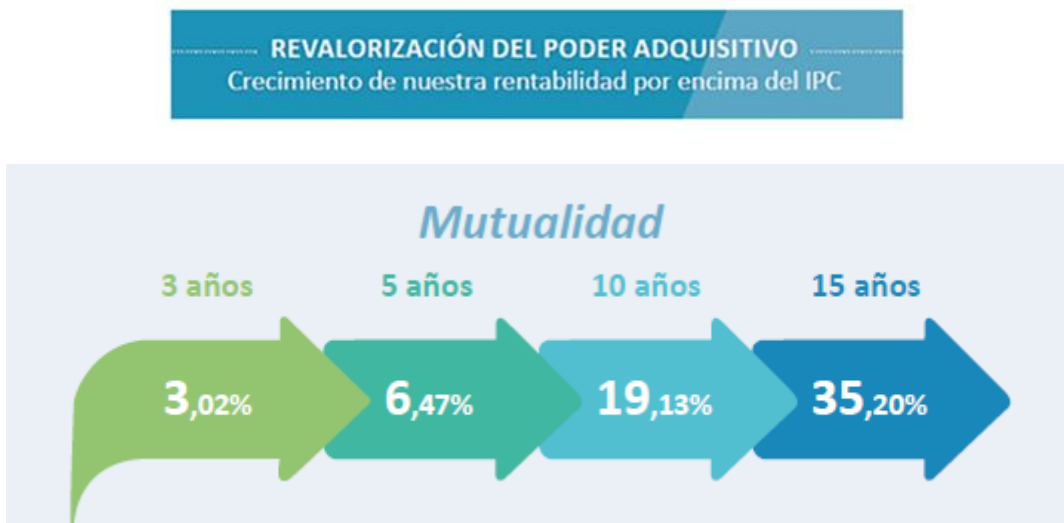 REVALORIZACIÓN DEL PODER ADQUISITIVO
Crecimiento de nuestra rentabilidad por encima del IPC
Mutualidad
3 años 5 años 10 años 15 años
3,02% 6,47% 19,13% 35,20%